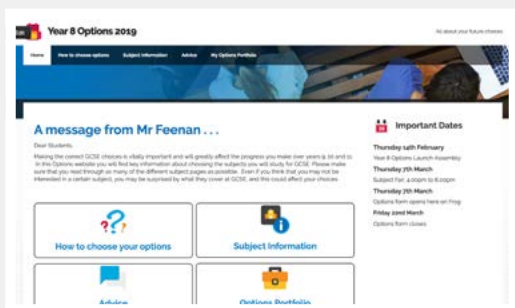 Year 8 Options 2019
All about your future choices
Home
How to choose options
Subject Information
Advice
My Options Portfolio
A message from Mr Feenan . . .
Dear Students,
Making the correct GCSE choices is vitally important and will greatly affect the progress you make over years 9, 10 and 11.
In this Options website you will find key information about choosing the subjects you will study for GCSE. Please make
sure that you read through as many of the different subject pages as possible. Even if you think that you may not be
interested in a certain subject, you may be surprised by what they cover at GCSE, and this could affect your choices.
How to choose your options
Subject Information
Advice
Options Portfolio
Important Dates
Thursday 14th February
Year 8 Options Launch Assembly
Thursday 7th March
Subject Fair, 4.00pm to 8.00pm
Thursday 7th March
Options form opens here on Frog
Friday 22nd March
Options form closes